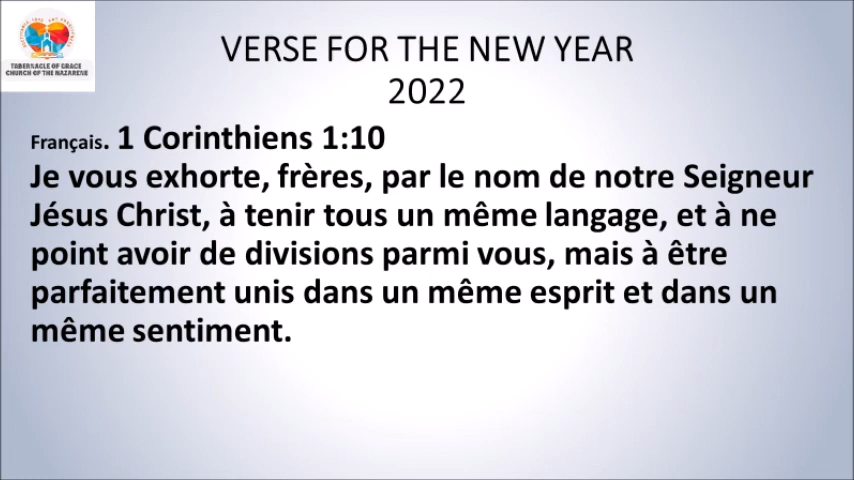 TABERNACLE OF GRACE
CHURCH OF THE NAZARENE
VERSE FOR THE NEW YEAR
2022
Français. 1 Corinthiens 1:10
Je vous exhorte, frères, par le nom de notre Seigneur
Jésus Christ, à tenir tous un même langage, et à ne
point avoir de divisions parmi vous, mais à être
parfaitement unis dans un même esprit et dans un
même sentiment.